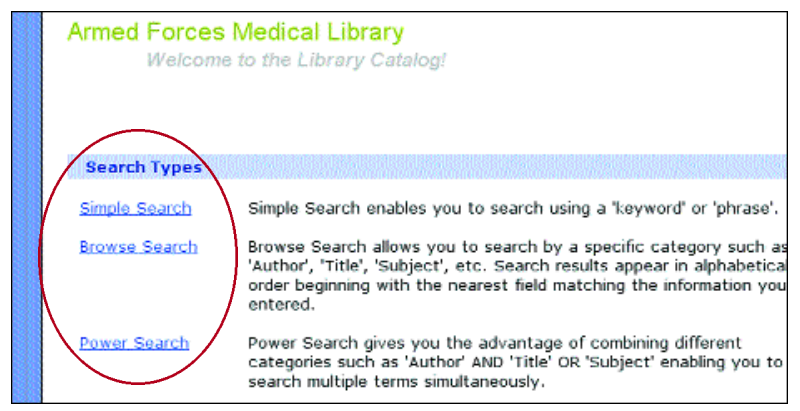 Armed Forces Medical Library
Welcome to the Library Catalog!
Search Types
Simple Search
Simple Search enables you to search using a 'keyword' or 'phrase'.
Browse Search
Browse Search allows you to search by a specific category such as
'Author', 'Title', 'Subject', etc. Search results appear in alphabetical
order beginning with the nearest field matching the information you
entered.
Power Search
Power Search gives you the advantage of combining different
categories such as 'Author' AND 'Title' OR 'Subject' enabling you to
search multiple terms simultaneously.